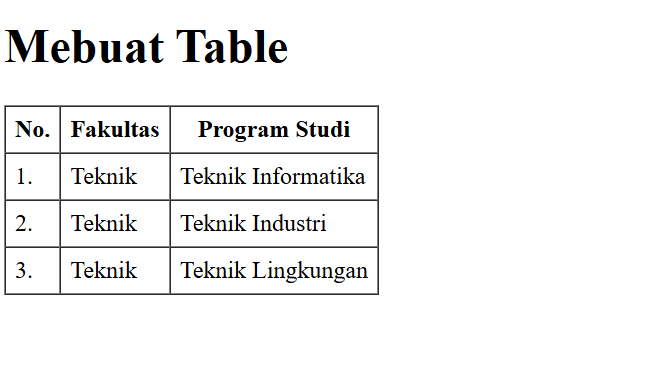 Mebuat Table
No. Fakultas Program Studi
1. Teknik Teknik Informatika
2. Teknik Teknik Industri
3. Teknik Teknik Lingkungan